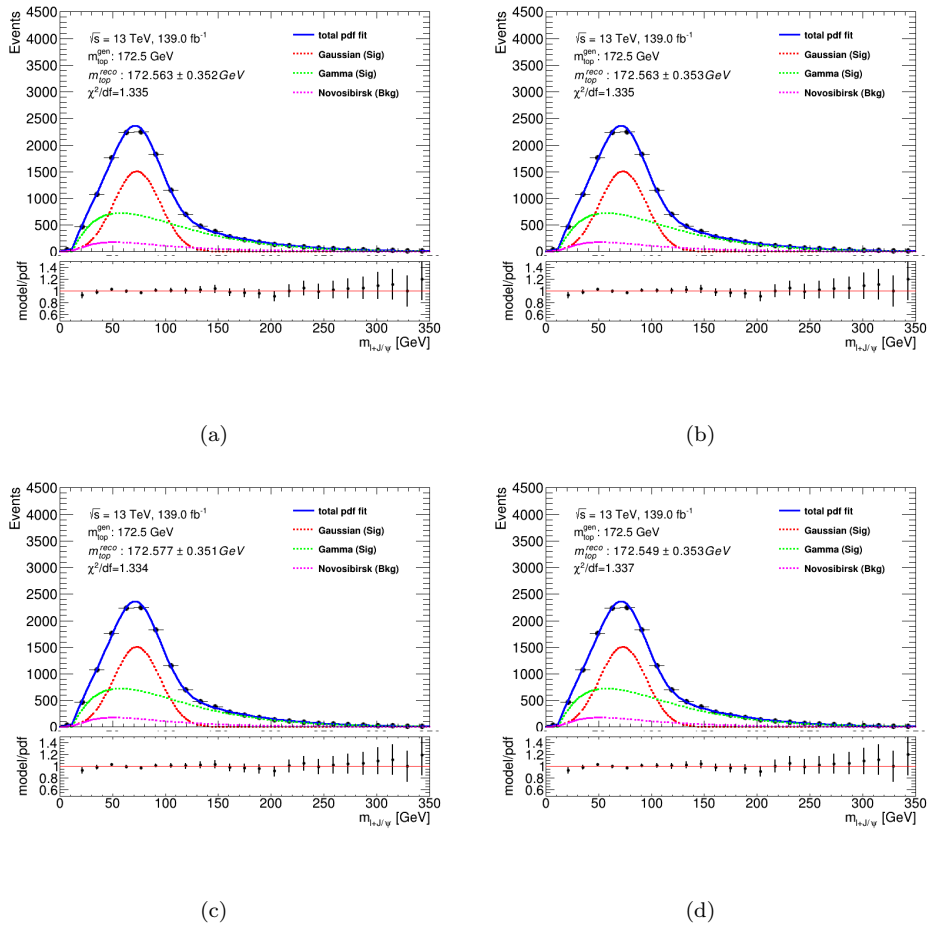 Events
4500
4000
3500
3000
2500
2000
1500
1000
500
0
√s = 13 TeV, 139.0 fb⁻¹
m_top^gen: 172.5 GeV
m_top^reco : 172.563 ± 0.352 GeV
χ²/df=1.335
total pdf fit
Gaussian (Sig)
Gamma (Sig)
Novosibirsk (Bkg)
model/pdf
1.4
1.2
1
0.8
0.6
0 50 100 150 200 250 300 350
m_l+J/ψ [GeV]
(a)
Events
4500
4000
3500
3000
2500
2000
1500
1000
500
0
√s = 13 TeV, 139.0 fb⁻¹
m_top^gen: 172.5 GeV
m_top^reco : 172.563 ± 0.353 GeV
χ²/df=1.335
total pdf fit
Gaussian (Sig)
Gamma (Sig)
Novosibirsk (Bkg)
model/pdf
1.4
1.2
1
0.8
0.6
0 50 100 150 200 250 300 350
m_l+J/ψ [GeV]
(b)
Events
4500
4000
3500
3000
2500
2000
1500
1000
500
0
√s = 13 TeV, 139.0 fb⁻¹
m_top^gen: 172.5 GeV
m_top^reco : 172.577 ± 0.351 GeV
χ²/df=1.334
total pdf fit
Gaussian (Sig)
Gamma (Sig)
Novosibirsk (Bkg)
model/pdf
1.4
1.2
1
0.8
0.6
0 50 100 150 200 250 300 350
m_l+J/ψ [GeV]
(c)
Events
4500
4000
3500
3000
2500
2000
1500
1000
500
0
√s = 13 TeV, 139.0 fb⁻¹
m_top^gen: 172.5 GeV
m_top^reco : 172.549 ± 0.353 GeV
χ²/df=1.337
total pdf fit
Gaussian (Sig)
Gamma (Sig)
Novosibirsk (Bkg)
model/pdf
1.4
1.2
1
0.8
0.6
0 50 100 150 200 250 300 350
m_l+J/ψ [GeV]
(d)